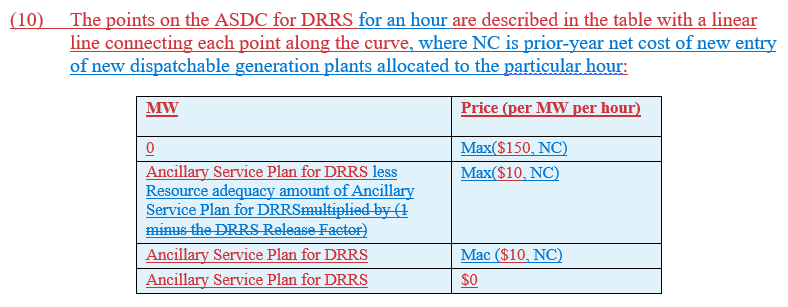 (10) The points on the ASDC for DRRS for an hour are described in the table with a linear
line connecting each point along the curve, where NC is prior-year net cost of new entry
of new dispatchable generation plants allocated to the particular hour:
MW Price (per MW per hour)
0 Max($150, NC)
Ancillary Service Plan for DRRS less Max($10, NC)
Resource adequacy amount of Ancillary
Service Plan for DRRSmultiplied by (1
minus the DRRS Release Factor)
Ancillary Service Plan for DRRS Mac ($10, NC)
Ancillary Service Plan for DRRS $0